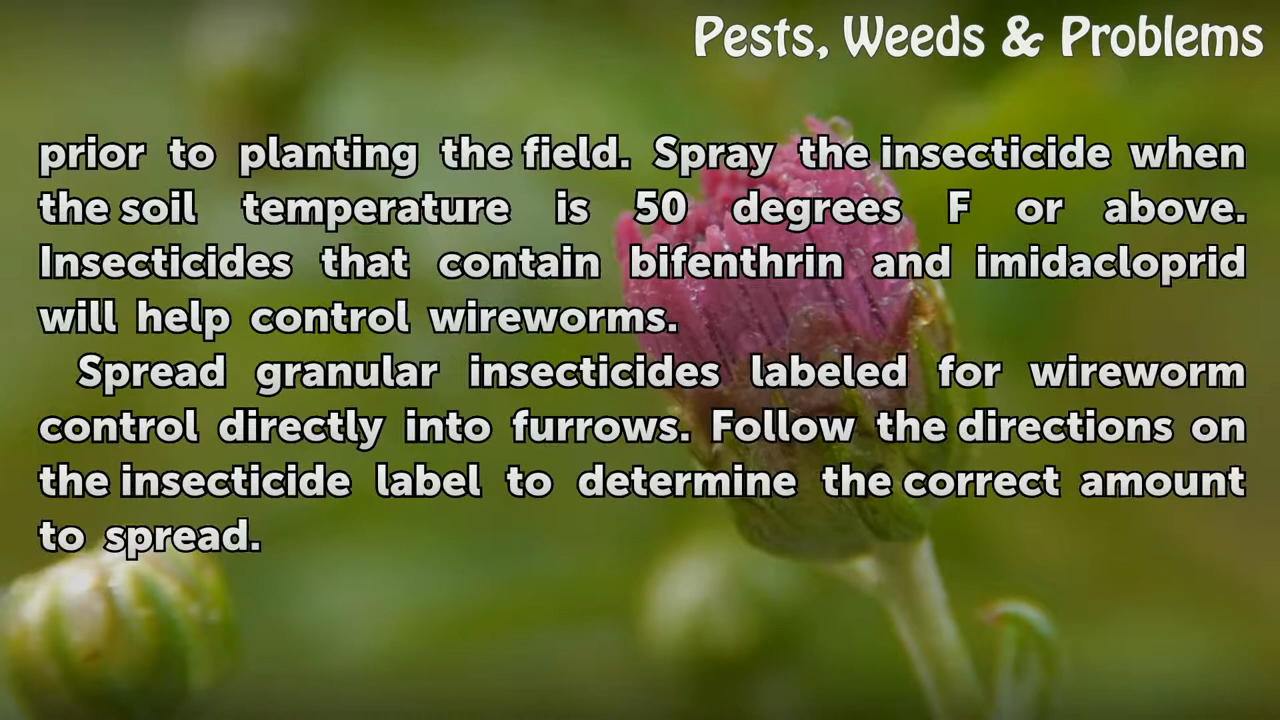 Pests, Weeds & Problems
prior to planting the field. Spray the insecticide when
the soil temperature is 50 degrees F or above.
Insecticides that contain bifenthrin and imidacloprid
will help control wireworms.
Spread granular insecticides labeled for wireworm
control directly into furrows. Follow the directions on
the insecticide label to determine the correct amount
to spread.